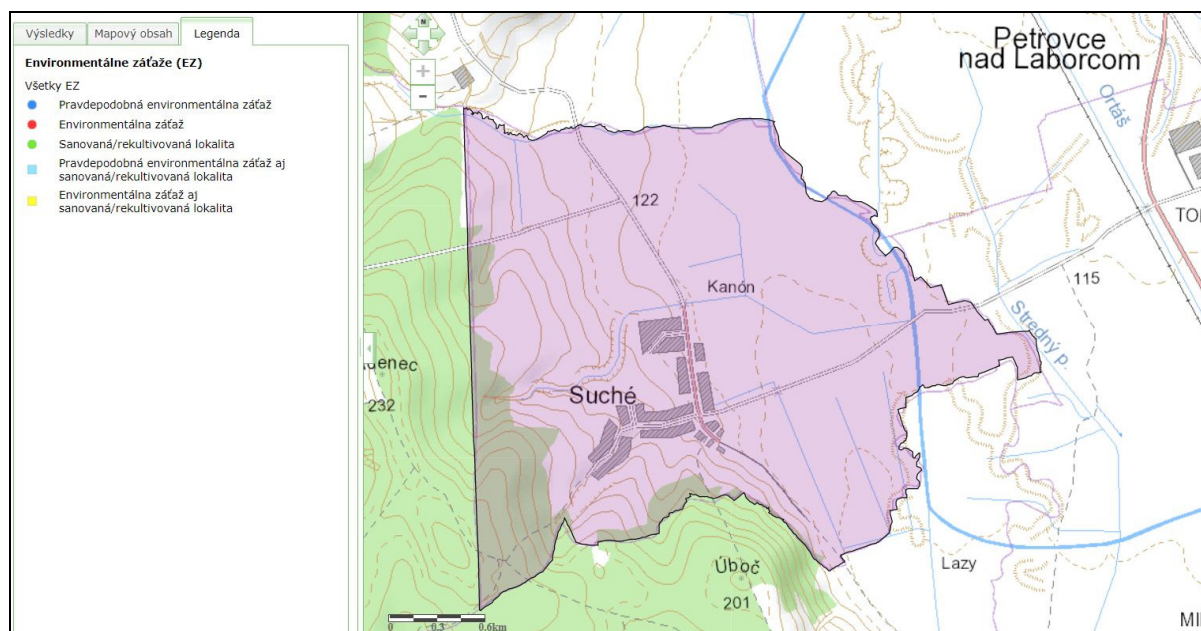 Výsledky
Mapový obsah
Legenda
Environmentálne záťaže (EZ)
Všetky EZ
Pravdepodobná environmentálna záťaž
Environmentálna záťaž
Sanovaná/rekultivovaná lokalita
Pravdepodobná environmentálna záťaž aj
sanovaná/rekultivovaná lokalita
Environmentálna záťaž aj
sanovaná/rekultivovaná lokalita
N
+
-
Petrovce
nad Laborcom
Ortáš
122
115
Kanón
Stredný p.
232
Suché
Úboč
201
Lazy
0
0.3
0.6km